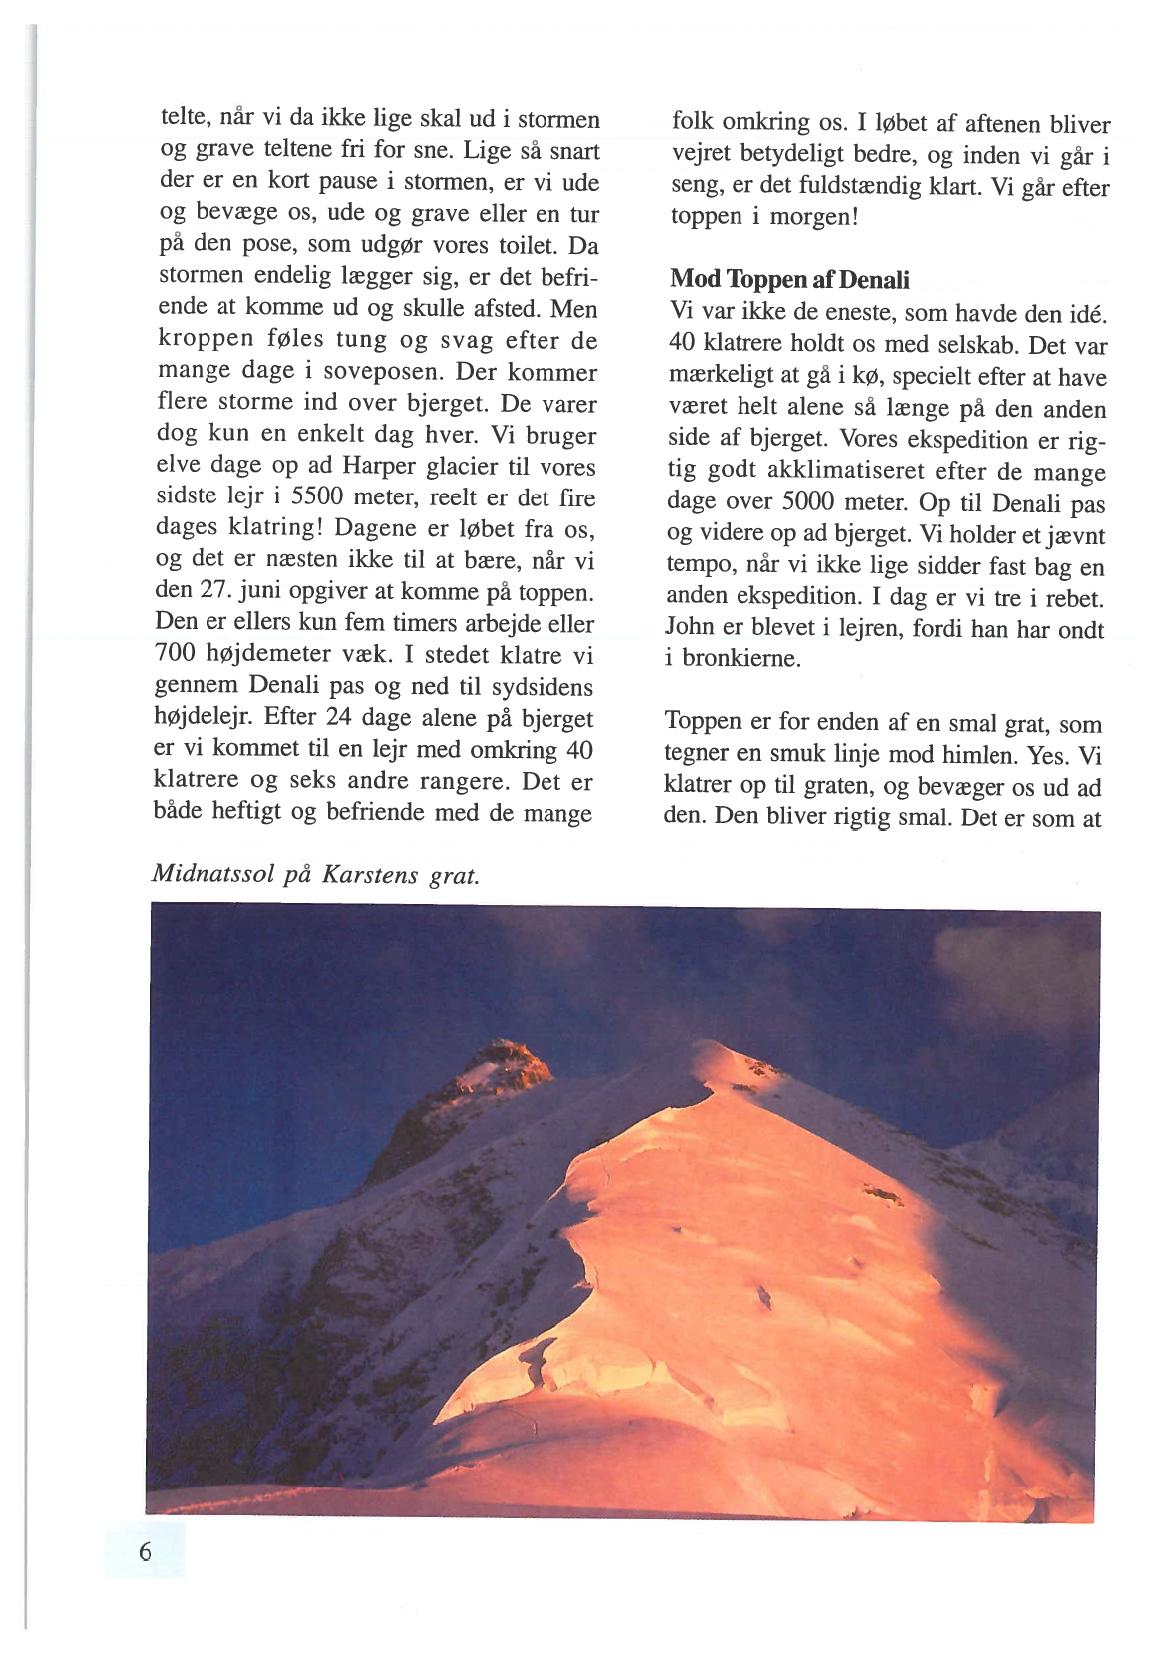 telte, når vi da ikke lige skal ud i stormen
og grave teltene fri for sne. Lige så snart
der er en kort pause i stormen, er vi ude
og bevæge os, ude og grave eller en tur
på den pose, som udgør vores toilet. Da
stormen endelig lægger sig, er det befri-
ende at komme ud og skulle afsted. Men
kroppen føles tung og svag efter de
mange dage i soveposen. Der kommer
flere storme ind over bjerget. De varer
dog kun en enkelt dag hver. Vi bruger
elve dage op ad Harper glacier til vores
sidste lejr i 5500 meter, reelt er det fire
dages klatring! Dagene er løbet fra os,
og det er næsten ikke til at bære, når vi
den 27. juni opgiver at komme på toppen.
Den er ellers kun fem timers arbejde eller
700 højdemeter væk. I stedet klatre vi
gennem Denali pas og ned til sydsidens
højdelejr. Efter 24 dage alene på bjerget
er vi kommet til en lejr med omkring 40
klatrere og seks andre rangere. Det er
både heftigt og befriende med de mange
folk omkring os. I løbet af aftenen bliver
vejret betydeligt bedre, og inden vi går i
seng, er det fuldstændig klart. Vi går efter
toppen i morgen!
Mod Toppen af Denali
Vi var ikke de eneste, som havde den idé.
40 klatrere holdt os med selskab. Det var
mærkeligt at gå i kø, specielt efter at have
været helt alene så længe på den anden
side af bjerget. Vores ekspedition er rig-
tig godt akklimatiseret efter de mange
dage over 5000 meter. Op til Denali pas
og videre op ad bjerget. Vi holder et jævnt
tempo, når vi ikke lige sidder fast bag en
anden ekspedition. I dag er vi tre i rebet.
John er blevet i lejren, fordi han har ondt
i bronkierne.
Toppen er for enden af en smal grat, som
tegner en smuk linje mod himlen. Yes. Vi
klatrer op til graten, og bevæger os ud ad
den. Den bliver rigtig smal. Det er som at
Midnatssol på Karstens grat.
6